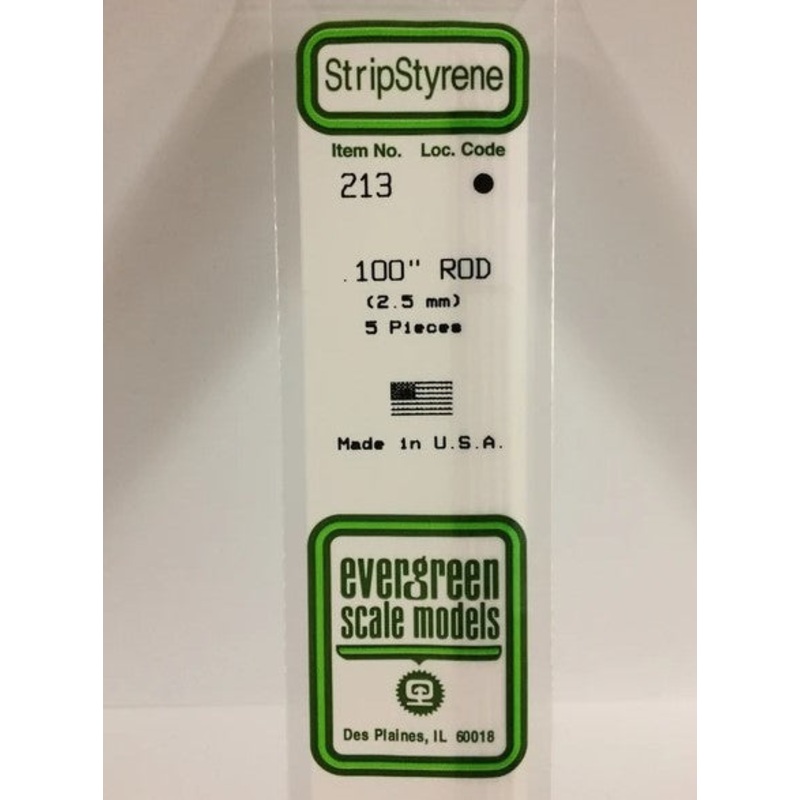 StripStyrene
Item No. Loc. Code
213 ●
.100" ROD
(2.5 mm)
5 Pieces
Made in U.S.A.
evergreen
scale models
Des Plaines, IL 60018